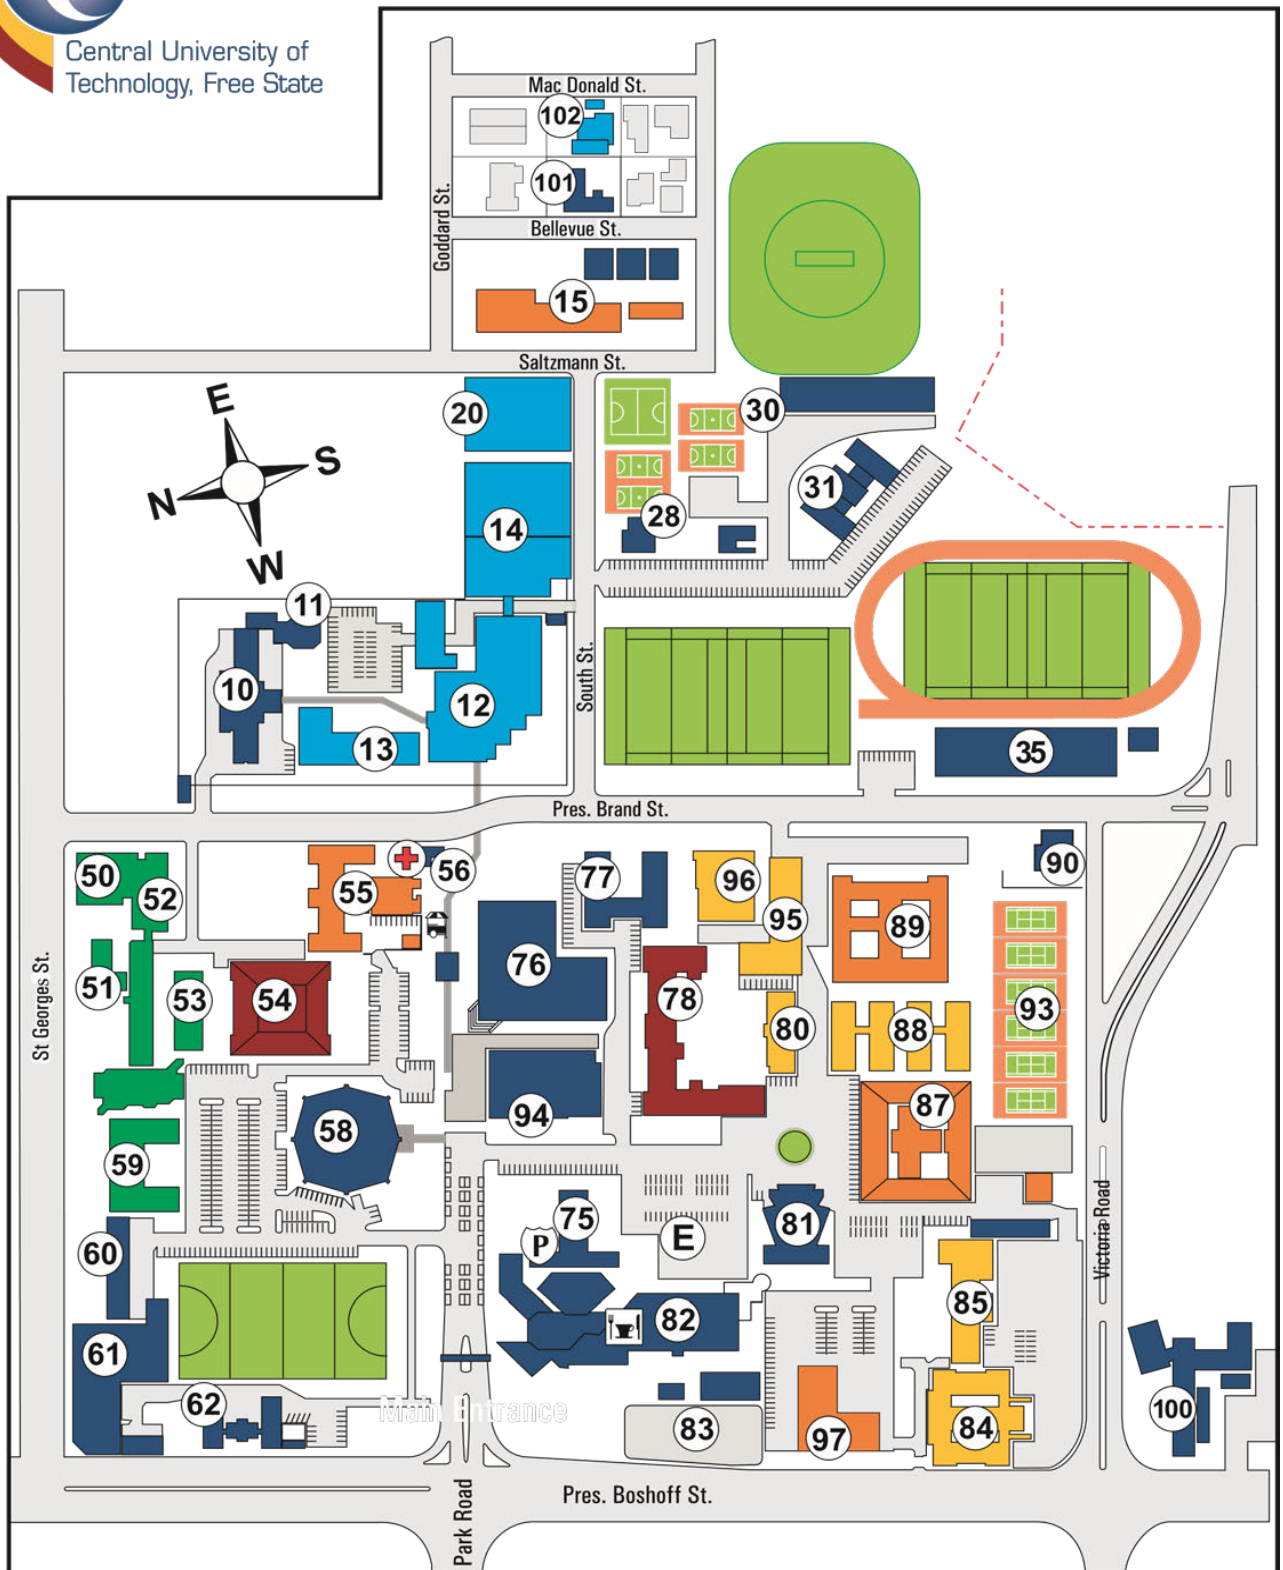 Central University of
Technology, Free State
Mac Donald St.
102
101
Goddard St.
Bellevue St.
15
Saltzmann St.
E
S
N
W
20
30
31
28
14
11
10
12
13
South St.
35
Pres. Brand St.
50
52
55
56
77
96
95
90
89
51
53
54
76
78
80
88
93
St Georges St.
94
87
58
59
75
P
E
81
60
Victoria Road
82
85
61
62
Main Entrance
83
97
84
100
Pres. Boshoff St.
Park Road